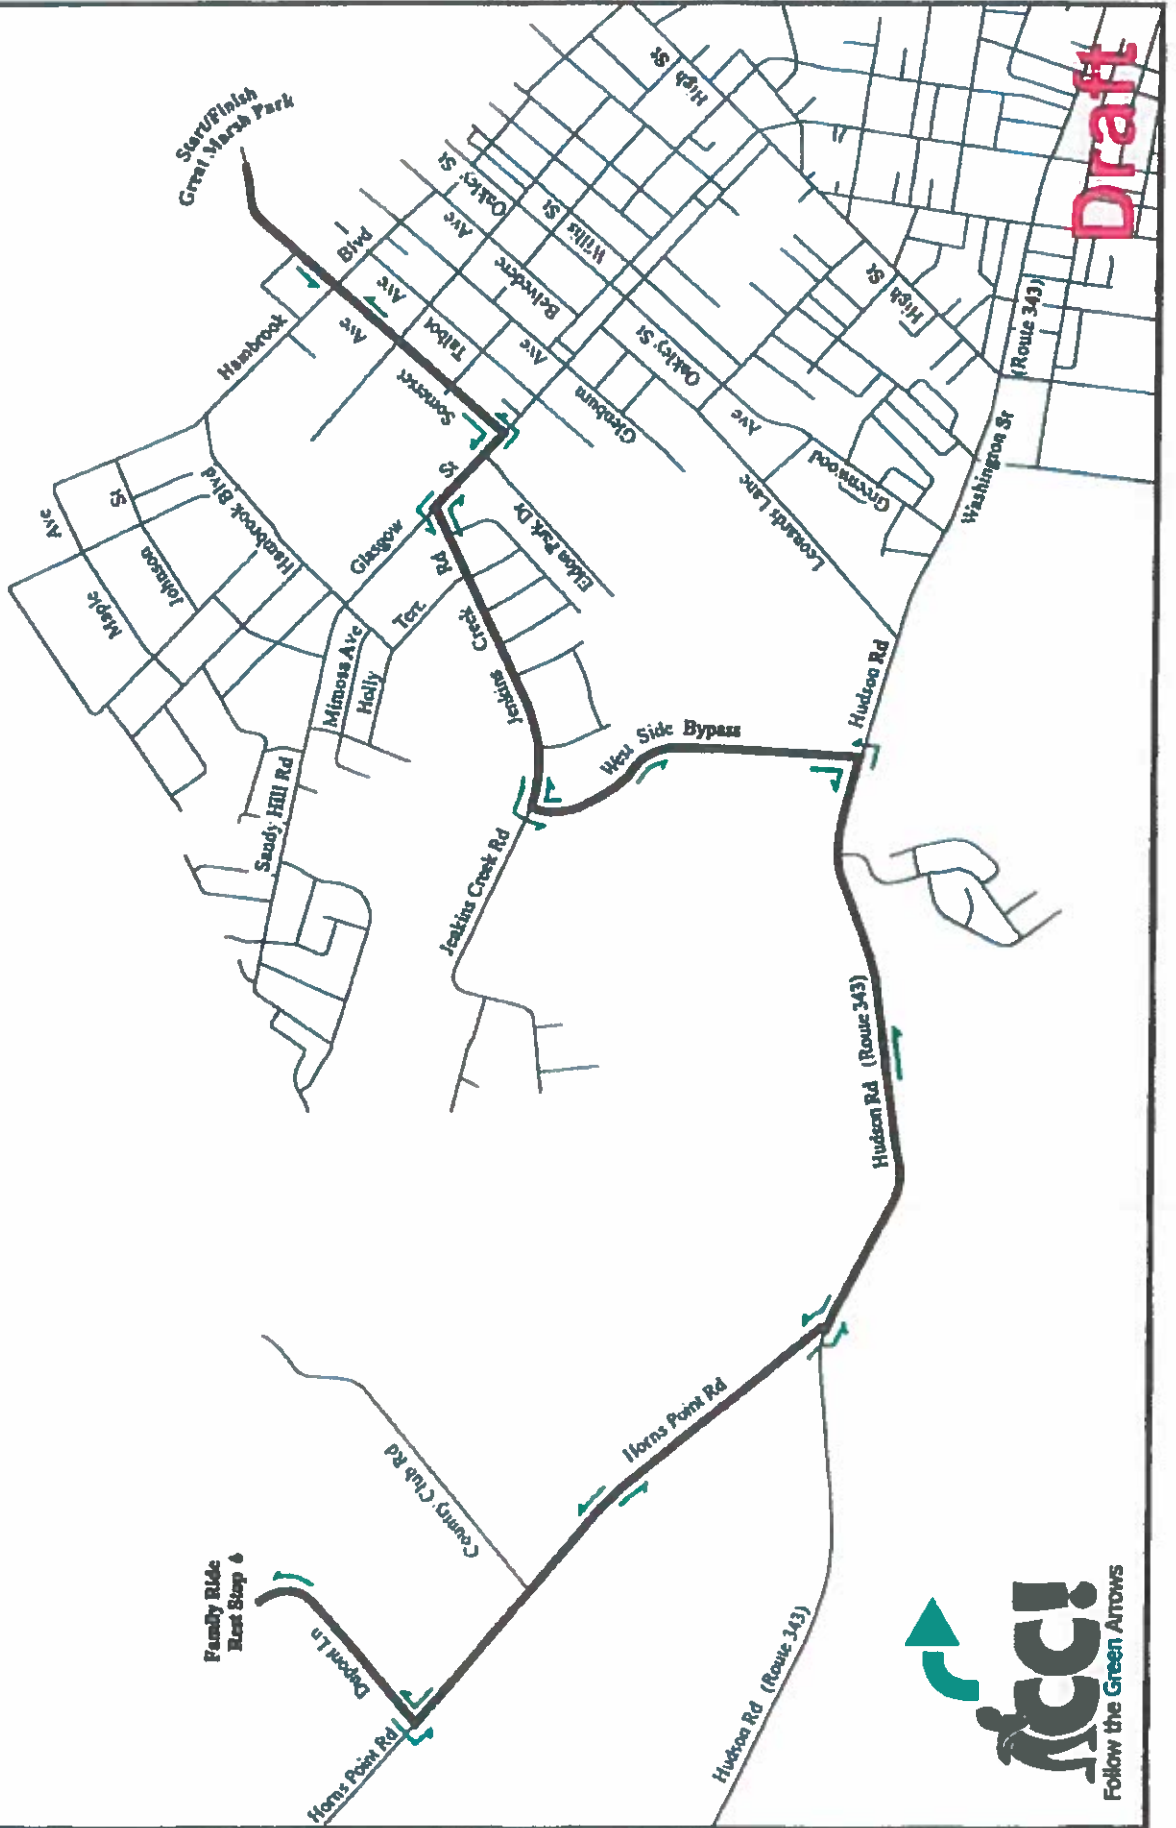 Draft
High
St
Start/Finish
Great Marsh Park
Oakley St
Willis
St
Ave
Belvedere
Ave
Blvd
Ave
Talbot
Ave
Somerset
Hambrook
High
St
(Route 343)
Oakley St
Glenburn
Ave
Greenwood
Washington St
Leonards Lane
St
Eldon Park Dr
Glasgow
Hambrook Blvd
St
Johnson
Ave
Maple
Rd
Creek
Jenkins
Terr.
Holly
Mimosa Ave
Hudson Rd
West Side Bypass
Sandy Hill Rd
Jenkins Creek Rd
Hudson Rd (Route 343)
Horns Point Rd
Country Club Rd
Family Ride
Rest Stop 6
Dupont Ln
Horns Point Rd
Hudson Rd (Route 343)
CCI
Follow the Green Arrows